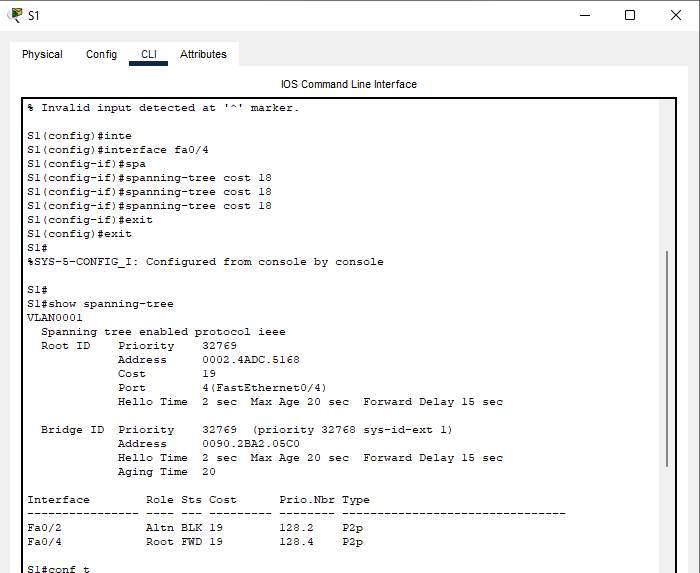 S1
Physical Config CLI Attributes
IOS Command Line Interface
% Invalid input detected at '^' marker.
S1(config)#inte
S1(config)#interface fa0/4
S1(config-if)#spa
S1(config-if)#spanning-tree cost 18
S1(config-if)#spanning-tree cost 18
S1(config-if)#spanning-tree cost 18
S1(config-if)#exit
S1(config)#exit
S1#
%SYS-5-CONFIG_I: Configured from console by console
S1#
S1#show spanning-tree
VLAN0001
  Spanning tree enabled protocol ieee
  Root ID    Priority    32769
             Address     0002.4ADC.5168
             Cost        19
             Port        4(FastEthernet0/4)
             Hello Time  2 sec  Max Age 20 sec  Forward Delay 15 sec
  Bridge ID  Priority    32769  (priority 32768 sys-id-ext 1)
             Address     0090.2BA2.05C0
             Hello Time  2 sec  Max Age 20 sec  Forward Delay 15 sec
             Aging Time  20
Interface        Role Sts Cost      Prio.Nbr Type
---------------- ---- --- --------- -------- --------------------------------
Fa0/2            Altn BLK 19        128.2    P2p
Fa0/4            Root FWD 19        128.4    P2p
S1#conf t